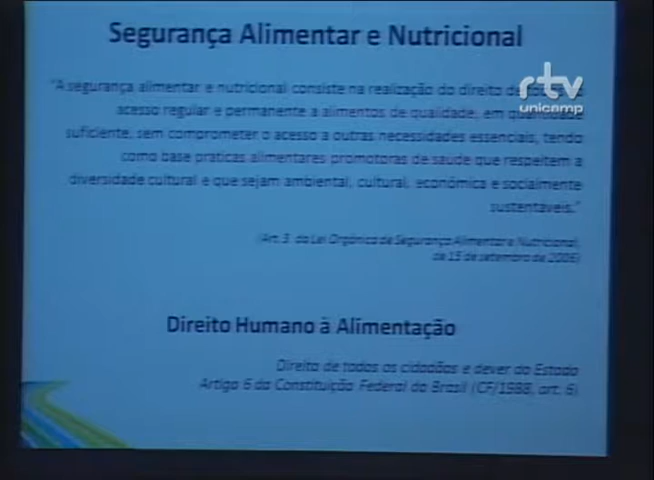 Segurança Alimentar e Nutricional
rtv
unicamp
"A segurança alimentar e nutricional consiste na realização do direito de
acesso regular e permanente a alimentos de qualidade, em
suficiente, sem comprometer o acesso a outras necessidades essenciais, tendo
como base práticas alimentares promotoras de saúde que respeitem a
diversidade cultural e que sejam ambiental, cultural, econômica e socialmente
sustentáveis."
(Art. 3 da Lei Orgânica de Segurança Alimentar e Nutricional,
de 15 de setembro de 2006)
Direito Humano à Alimentação
Direito de todos os cidadãos e dever do Estado
Artigo 6 da Constituição Federal do Brasil (CF/1988, art. 6)